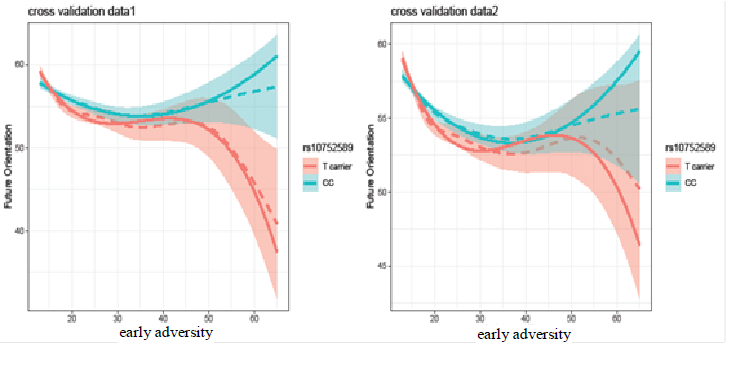 cross validation data1
60
50
40
Future Orientation
20
30
40
50
60
early adversity
rs10752589
T carrier
CC
cross validation data2
60
55
50
45
Future Orientation
20
30
40
50
60
early adversity
rs10752589
T carrier
CC